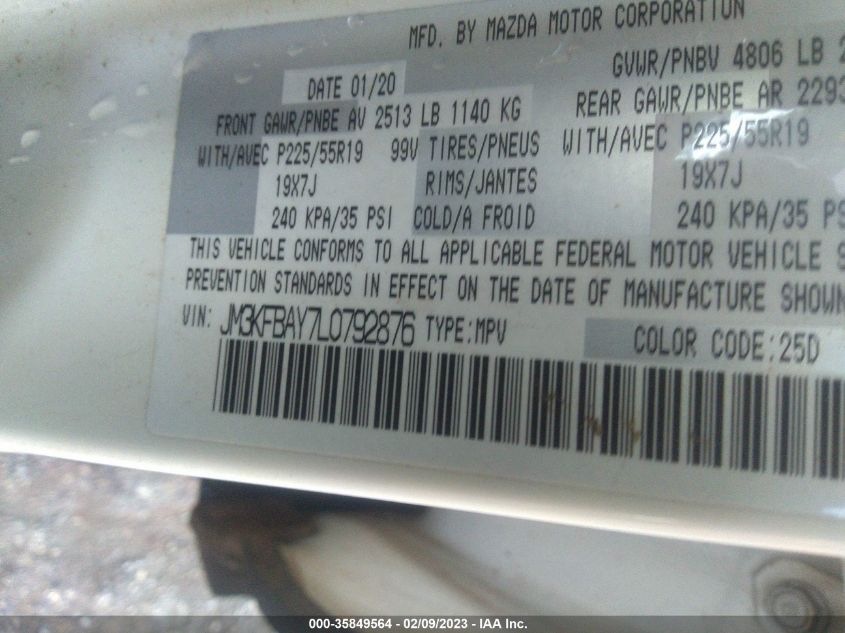 MFD. BY MAZDA MOTOR CORPORATION
DATE 01/20 GVWR/PNBV 4806 LB
FRONT GAWR/PNBE AV 2513 LB 1140 KG REAR GAWR/PNBE AR 2293
WITH/AVEC P225/55R19 99V TIRES/PNEUS WITH/AVEC P225/55R19
19X7J RIMS/JANTES 19X7J
240 KPA/35 PSI COLD/A FROID 240 KPA/35 PS
THIS VEHICLE CONFORMS TO ALL APPLICABLE FEDERAL MOTOR VEHICLE S
PREVENTION STANDARDS IN EFFECT ON THE DATE OF MANUFACTURE SHOWN
VIN: JM3KFBAY7L0792876 TYPE:MPV COLOR CODE:25D
000-35849564 - 02/09/2023 - IAA Inc.